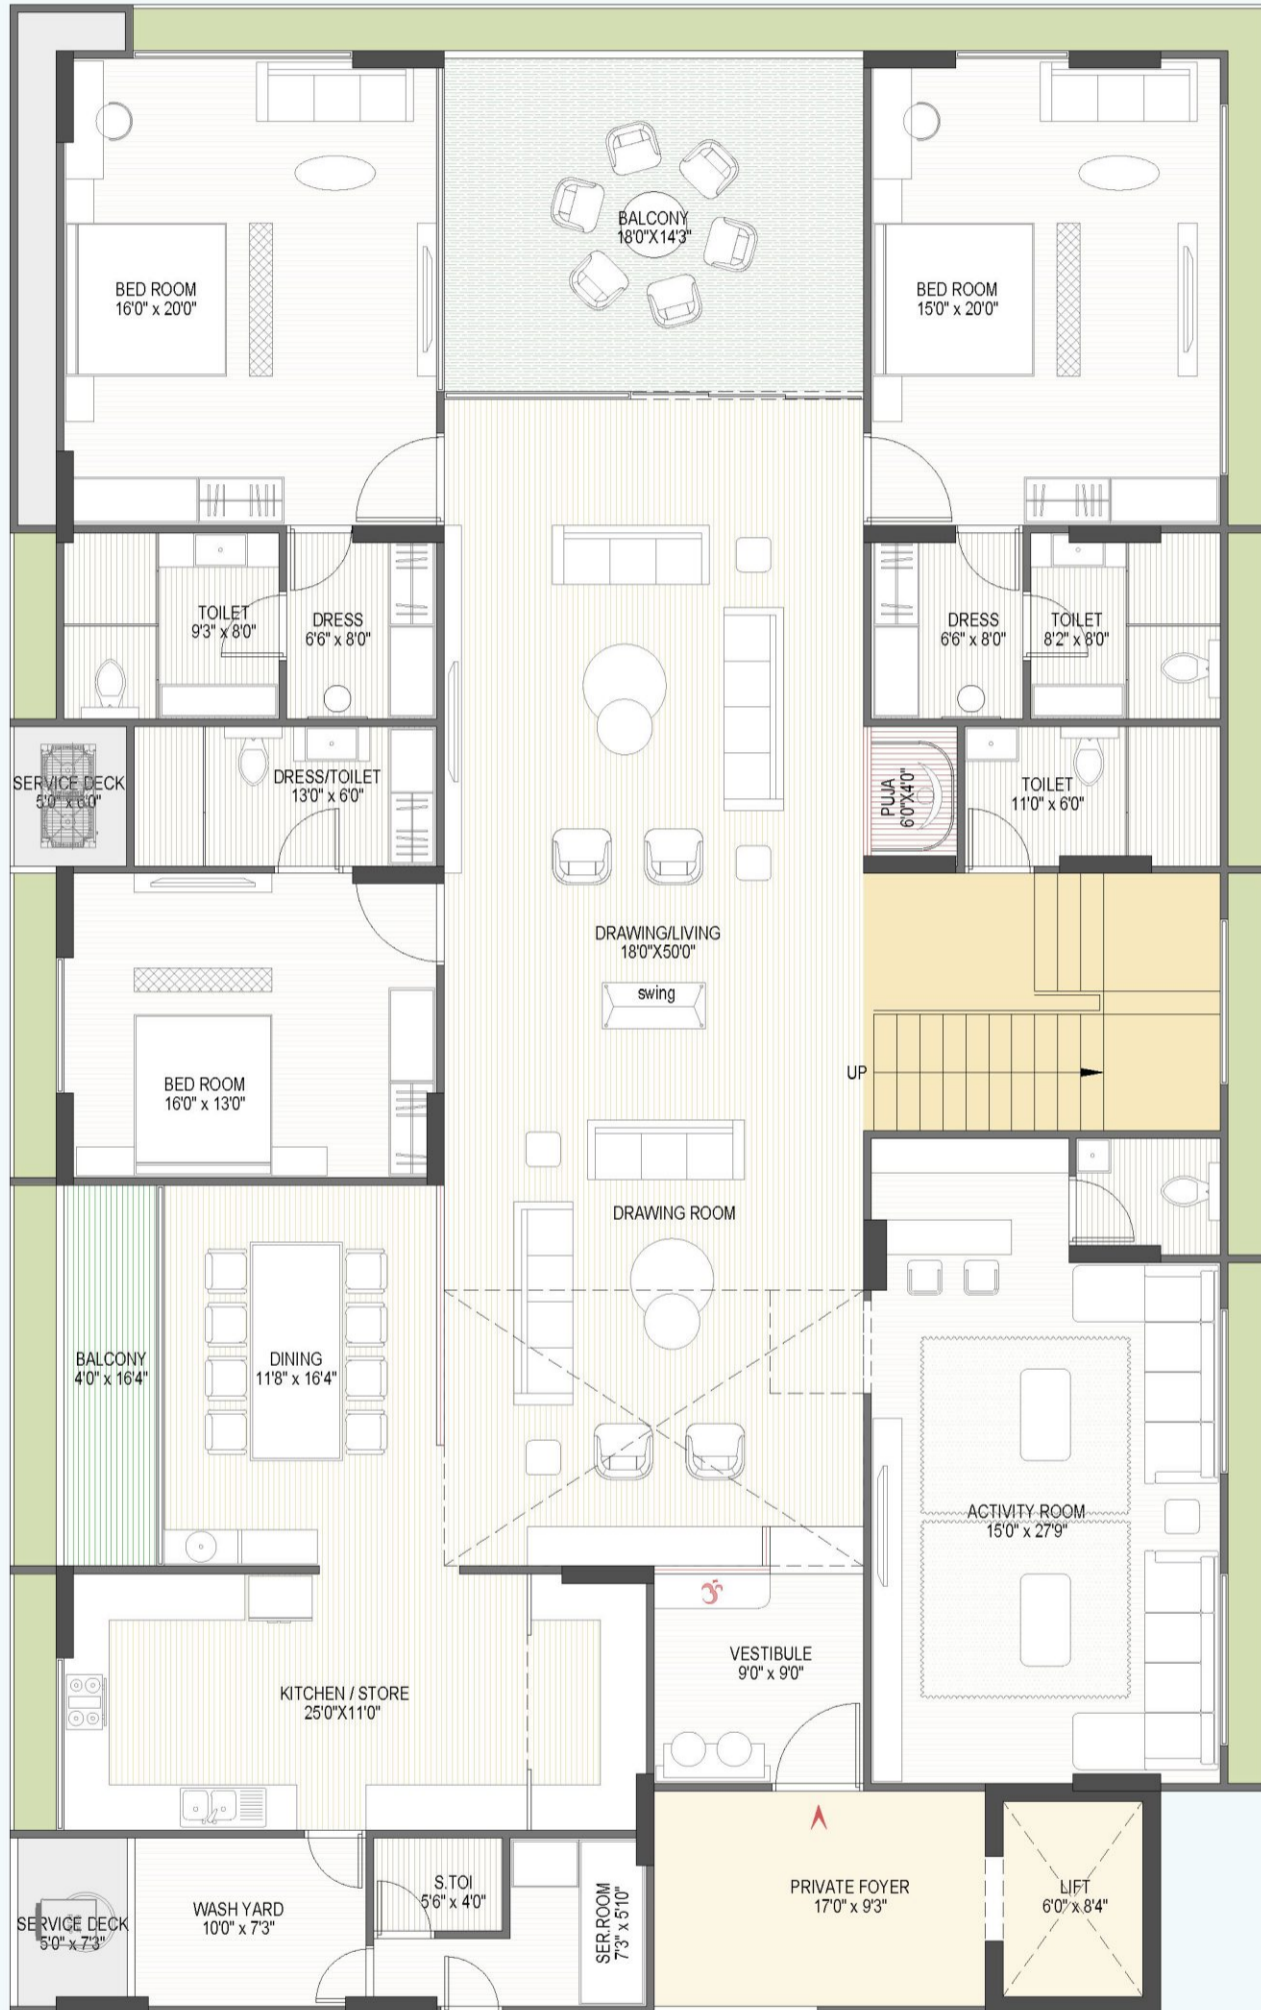 BALCONY
18'0"X14'3"
BED ROOM
16'0" x 20'0"
BED ROOM
15'0" x 20'0"
TOILET
9'3" x 8'0"
DRESS
6'6" x 8'0"
DRESS
6'6" x 8'0"
TOILET
8'2" x 8'0"
SERVICE DECK
5'0" x 6'0"
DRESS/TOILET
13'0" x 6'0"
PUJA
6'0"X4'0"
TOILET
11'0" x 6'0"
DRAWING/LIVING
18'0"X50'0"
swing
BED ROOM
16'0" x 13'0"
UP
DRAWING ROOM
BALCONY
4'0" x 16'4"
DINING
11'8" x 16'4"
ACTIVITY ROOM
15'0" x 27'9"
ॐ
VESTIBULE
9'0" x 9'0"
KITCHEN / STORE
25'0"X11'0"
SERVICE DECK
5'0" x 7'3"
WASH YARD
10'0" x 7'3"
S.TOI
5'6" x 4'0"
SER.ROOM
7'3" x 5'10"
PRIVATE FOYER
17'0" x 9'3"
LIFT
6'0" x 8'4"